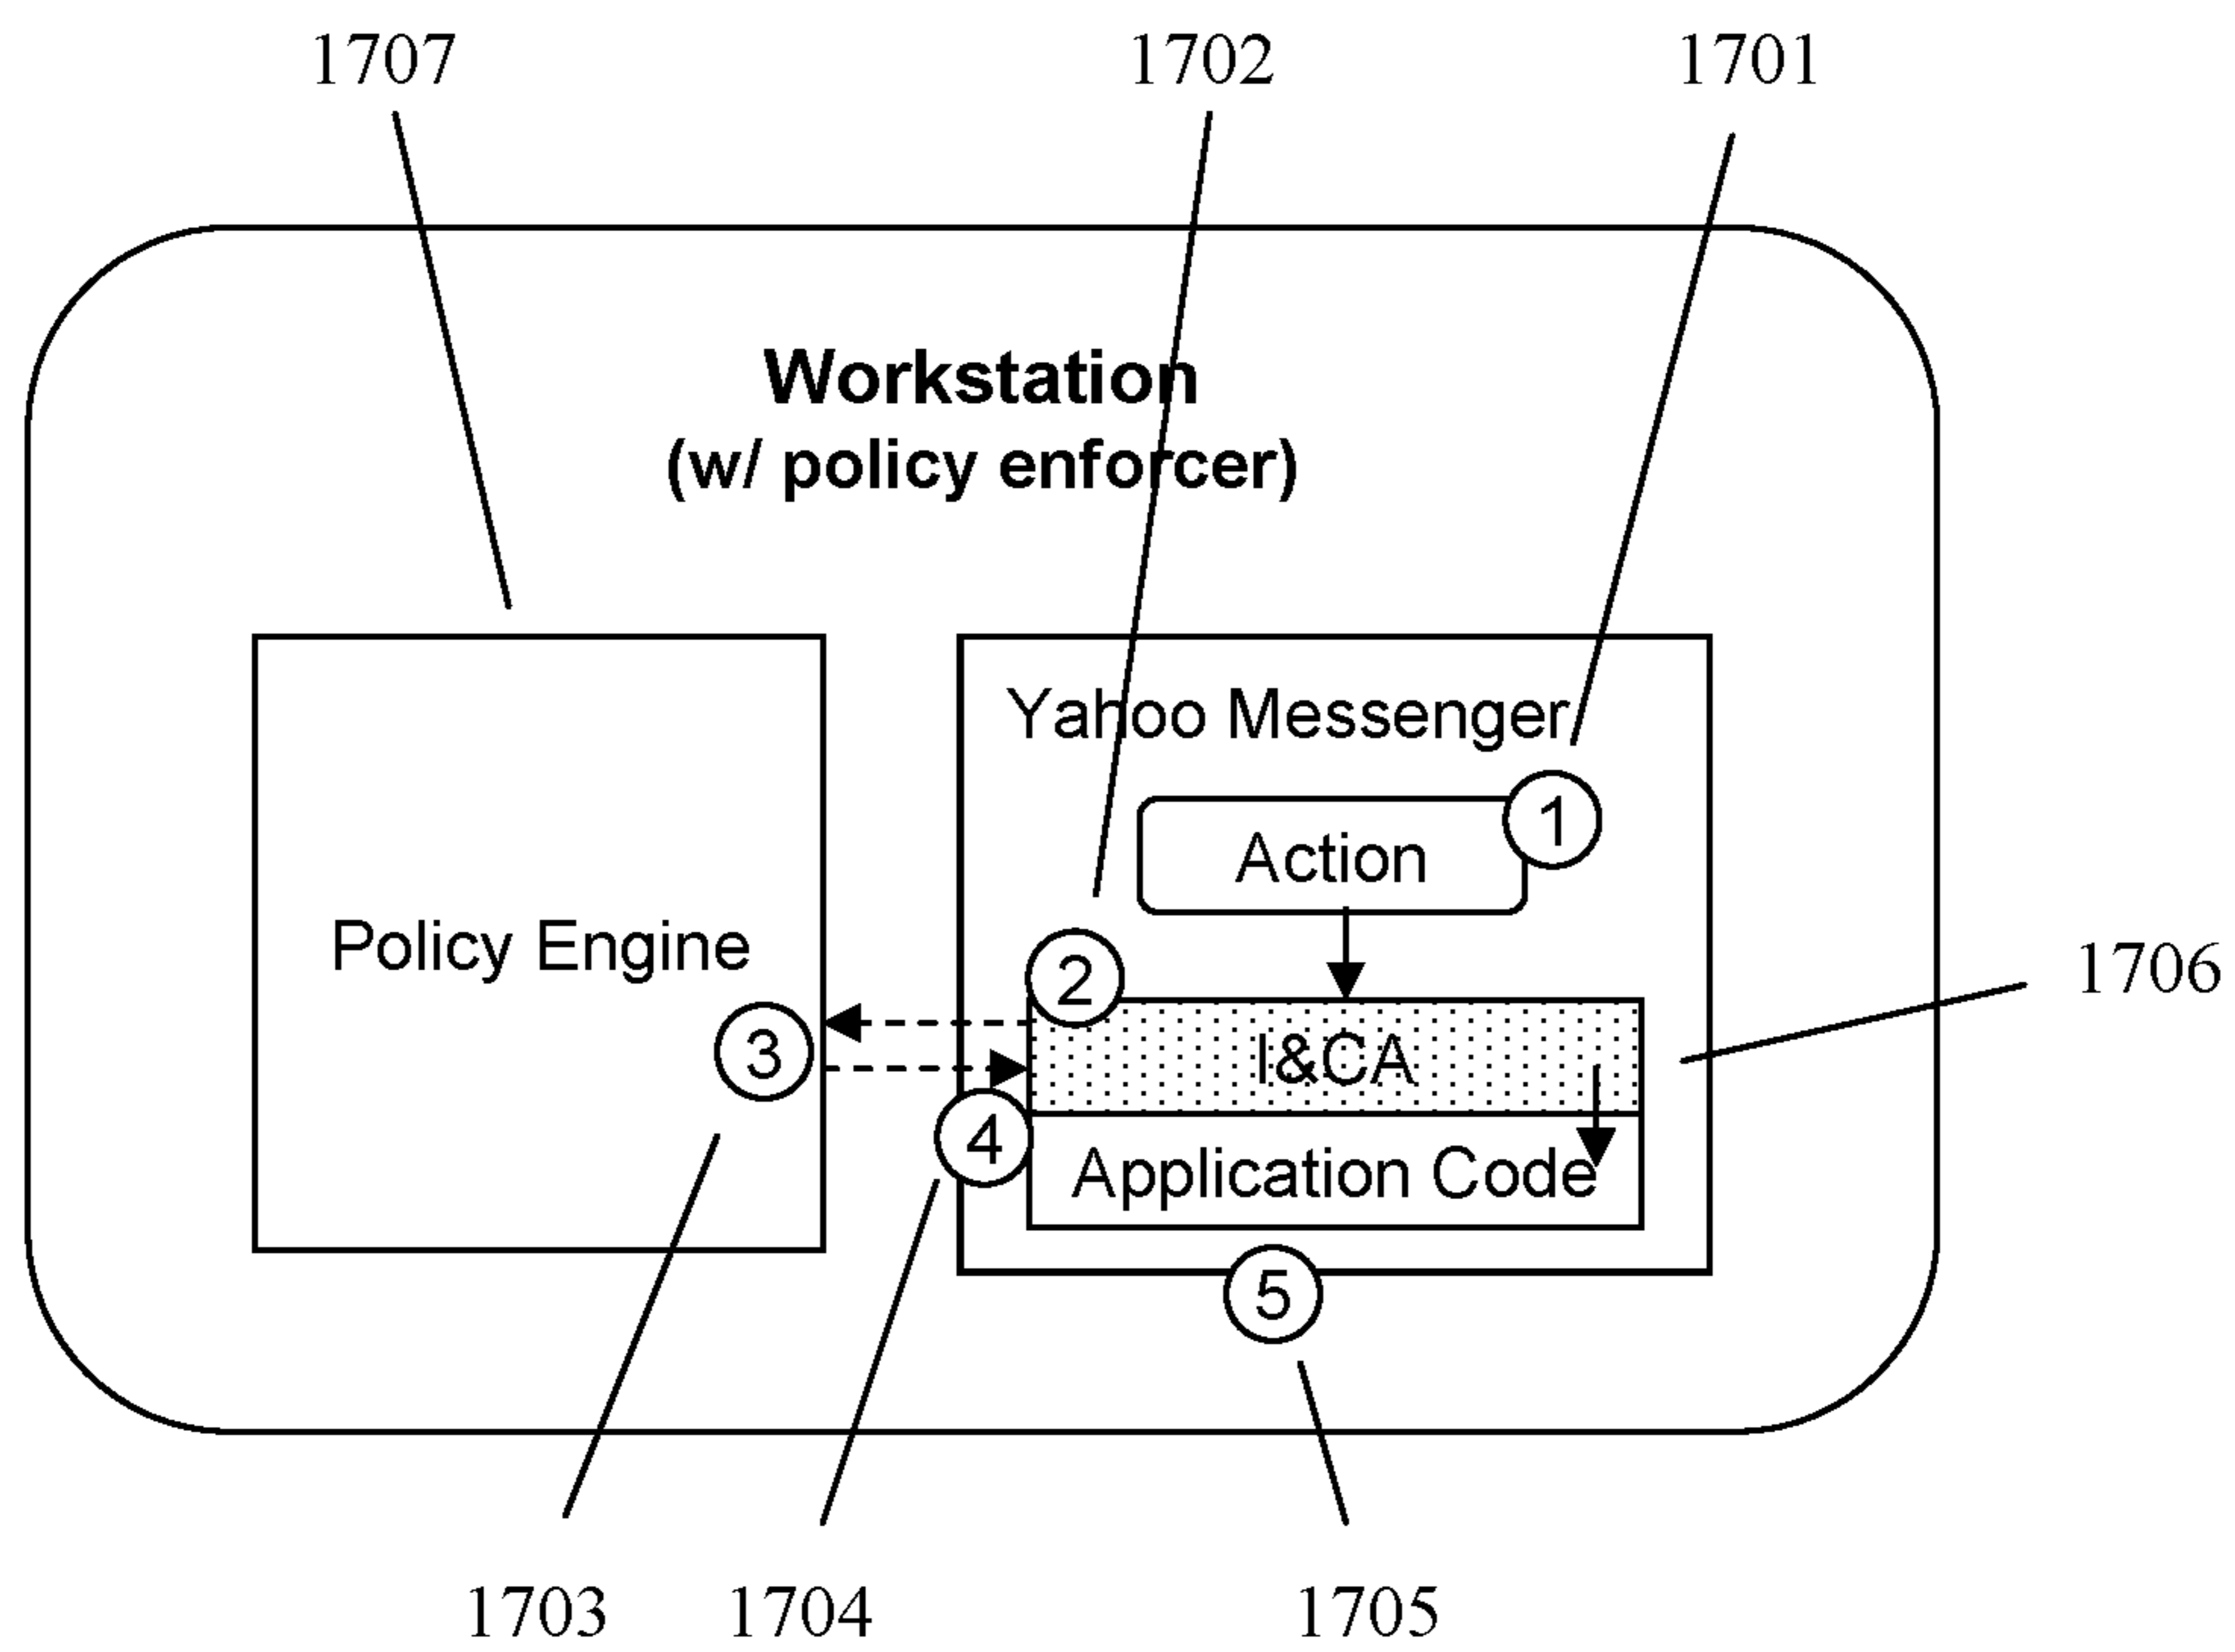 1707
1702
1701
Workstation
(w/ policy enforcer)
Yahoo Messenger
1
Action
Policy Engine
2
1706
3
I&CA
4
Application Code
5
1703
1704
1705